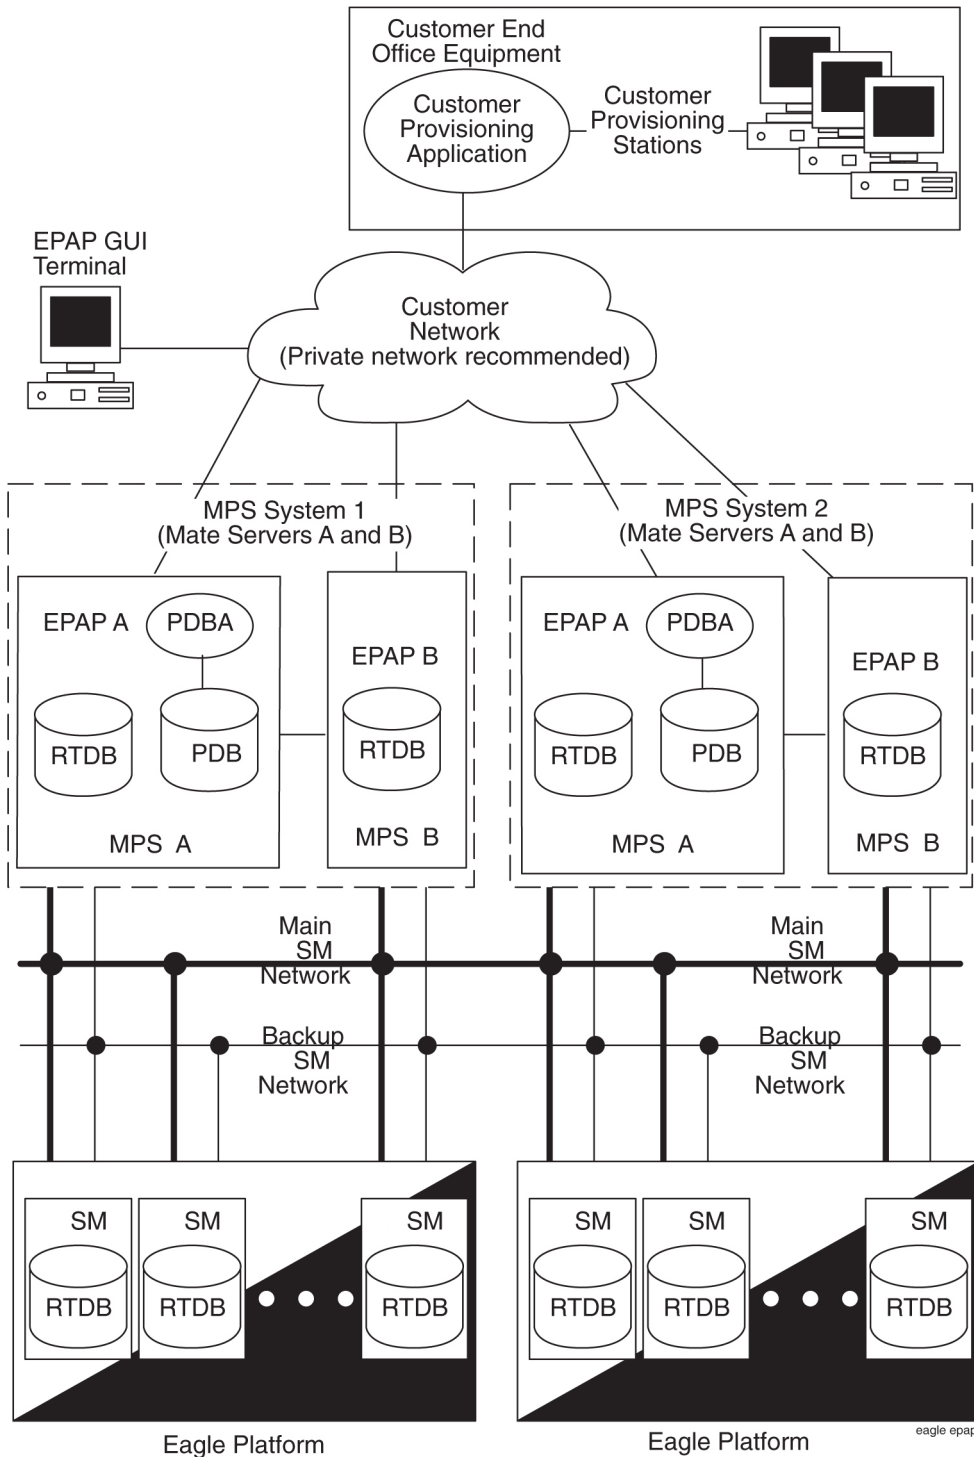 Customer End
Office Equipment
Customer
Provisioning
Application
Customer
Provisioning
Stations
EPAP GUI
Terminal
Customer
Network
(Private network recommended)
MPS System 1
(Mate Servers A and B)
MPS System 2
(Mate Servers A and B)
EPAP A
PDBA
EPAP B
RTDB
PDB
RTDB
MPS A
MPS B
EPAP A
PDBA
EPAP B
RTDB
PDB
RTDB
MPS A
MPS B
Main
SM
Network
Main
SM
Network
Backup
SM
Network
Backup
SM
Network
SM
RTDB
SM
RTDB
SM
RTDB
SM
RTDB
SM
RTDB
SM
RTDB
Eagle Platform
Eagle Platform
eagle epap